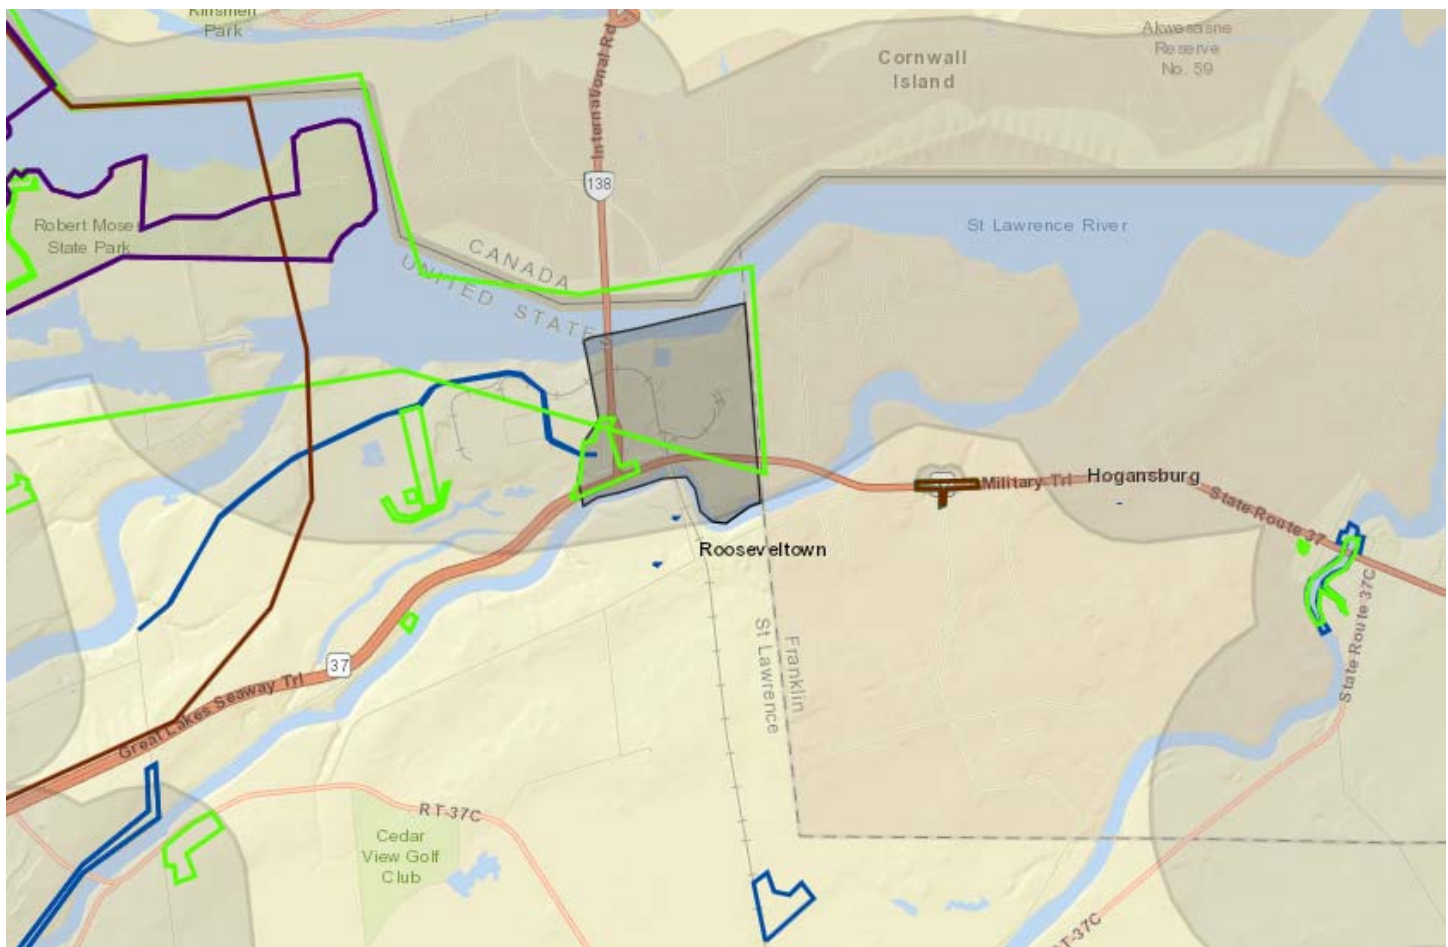 Kinsmen
Park
International Rd
Akwesasne
Reserve
No. 59
Cornwall
Island
138
Robert Moses
State Park
St Lawrence River
CANADA
UNITED STATES
Military Trl
Hogansburg
State Route 37
Rooseveltown
State Route 37C
St Lawrence
Franklin
37
Great Lakes Seaway Trl
RT-37C
Cedar
View Golf
Club
RT-37C